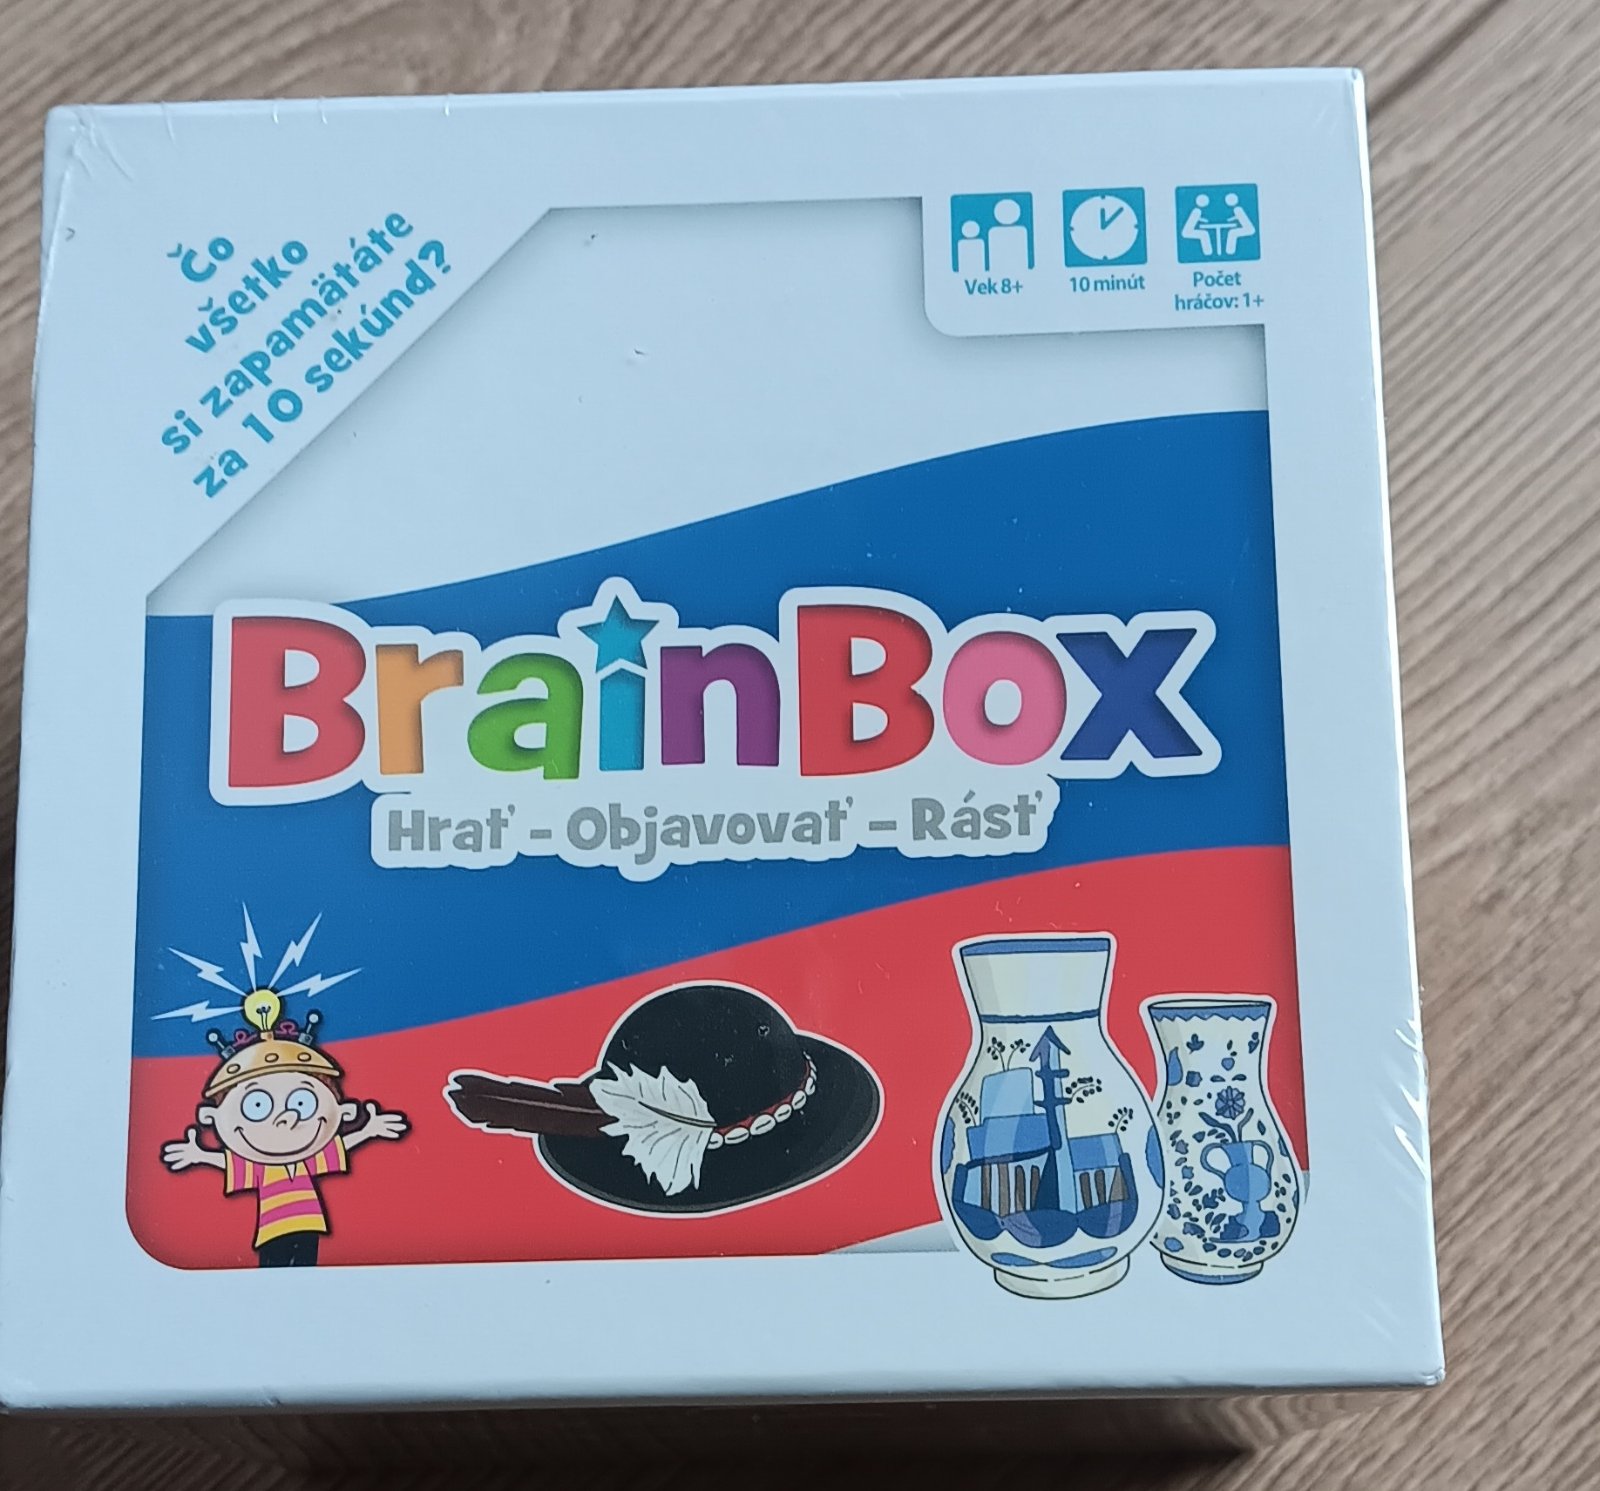 Čo
všetko
si zapamätáte
za 10 sekúnd?
Vek 8+
10 minút
Počet
hráčov: 1+
BrainBox
Hrať - Objavovať - Rásť